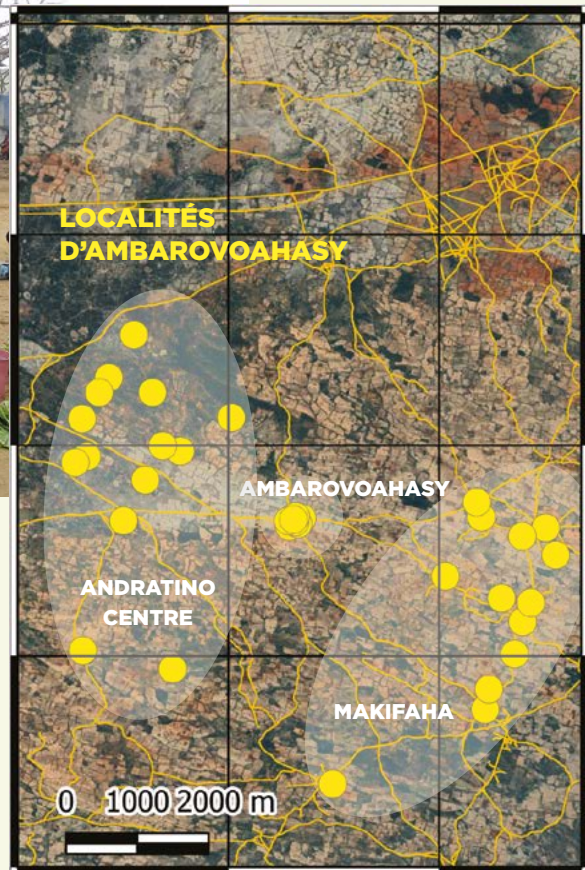 LOCALITÉS
D'AMBAROVOAHASY
AMBAROVOAHASY
ANDRATINO
CENTRE
MAKIFAHA
0 1000 2000 m